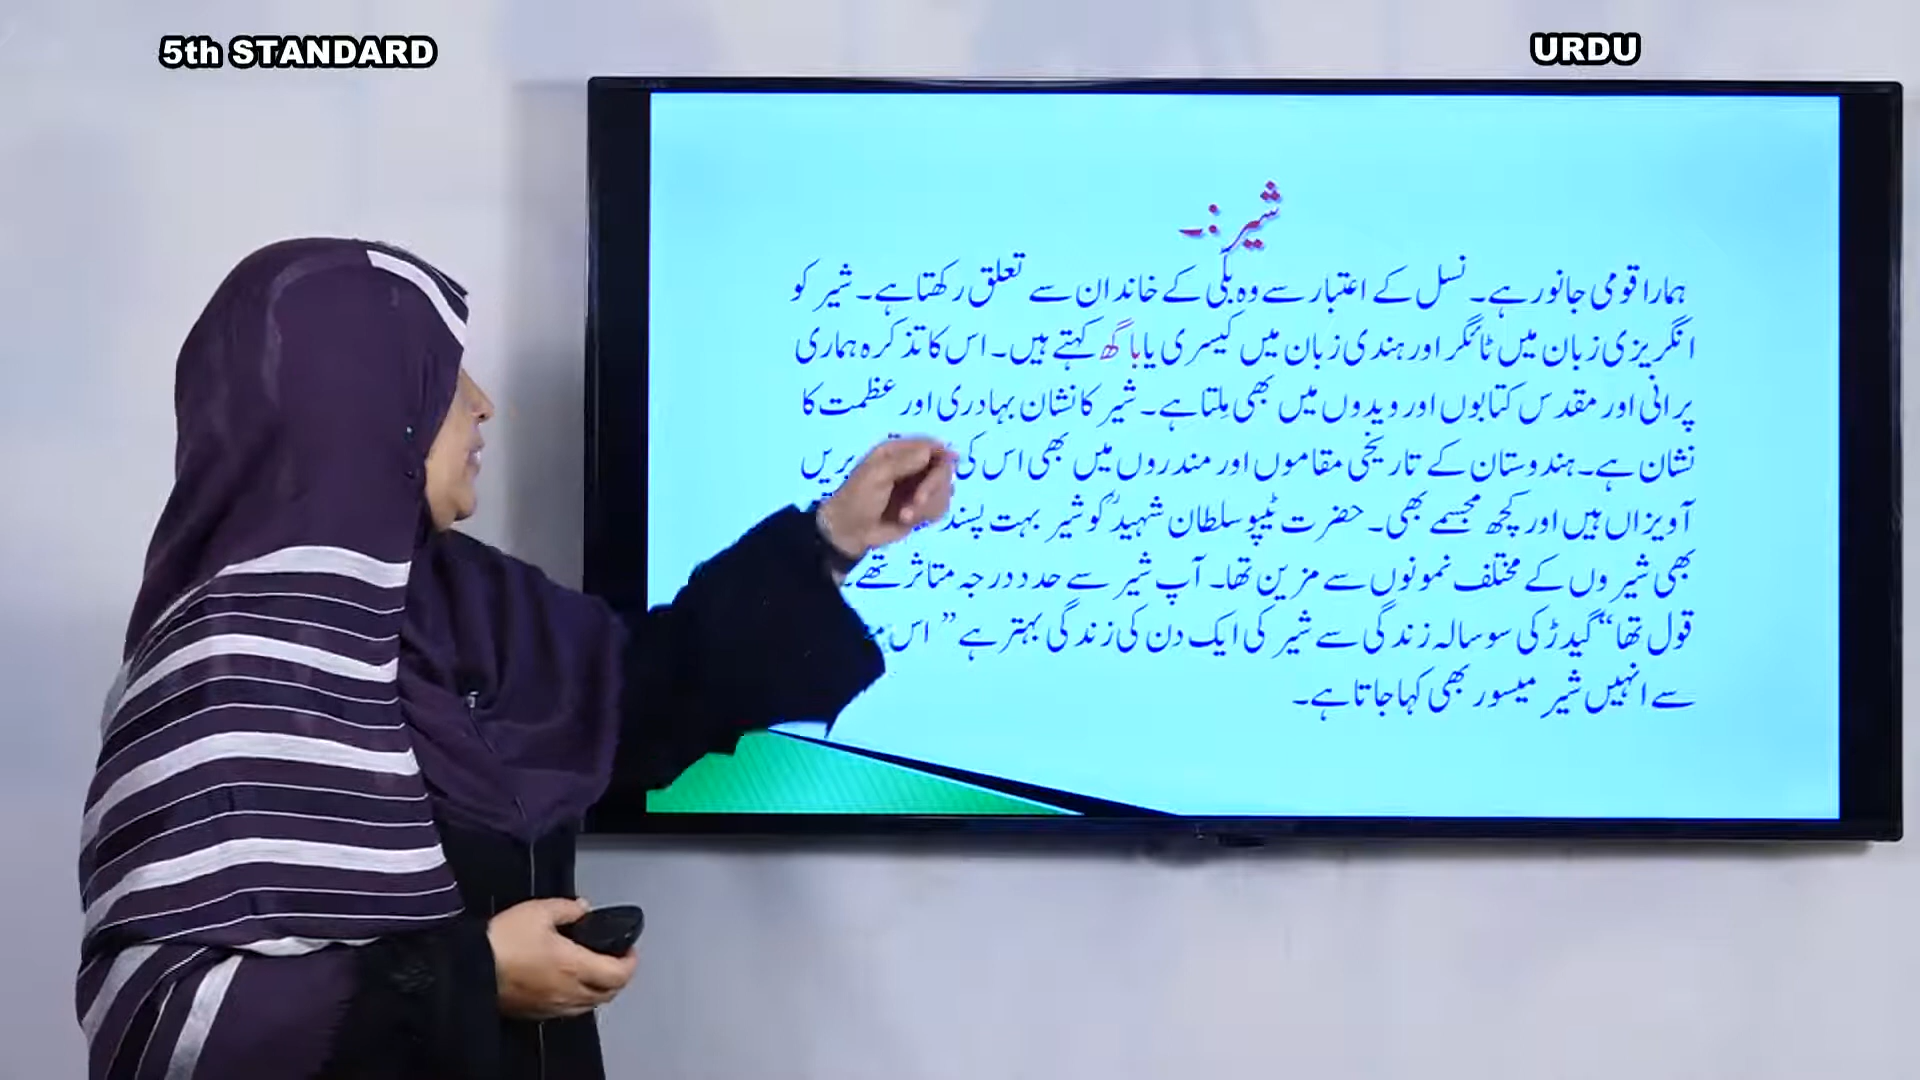 5th STANDARD
URDU
شیر :۔
ہمارا قومی جانور ہے۔ نسل کے اعتبار سے وہ بلّی کے خاندان سے تعلق رکھتا ہے۔ شیر کو
انگریزی زبان میں ٹائگر اور ہندی زبان میں کیسری یا باگھ کہتے ہیں۔ اس کا تذکرہ ہماری
پرانی اور مقدس کتابوں اور ویدوں میں بھی مِلتا ہے۔ شیر کا نشان بہادری اور عظمت کا
نشان ہے۔ ہندوستان کے تاریخی مقاموں اور مندروں میں بھی اس کی
آویزاں ہیں اور کچھ مجسمے بھی۔ حضرت ٹیپو سلطان شہیدؒ کو شیر بہت پسند
بھی شیروں کے مختلف نمونوں سے مزین تھا۔ آپ شیر سے حد درجہ متاثر تھے۔
قول تھا “گیدڑ کی سو سالہ زندگی سے شیر کی ایک دن کی زندگی بہتر ہے” اس
سے انہیں شیر میسور بھی کہا جاتا ہے۔